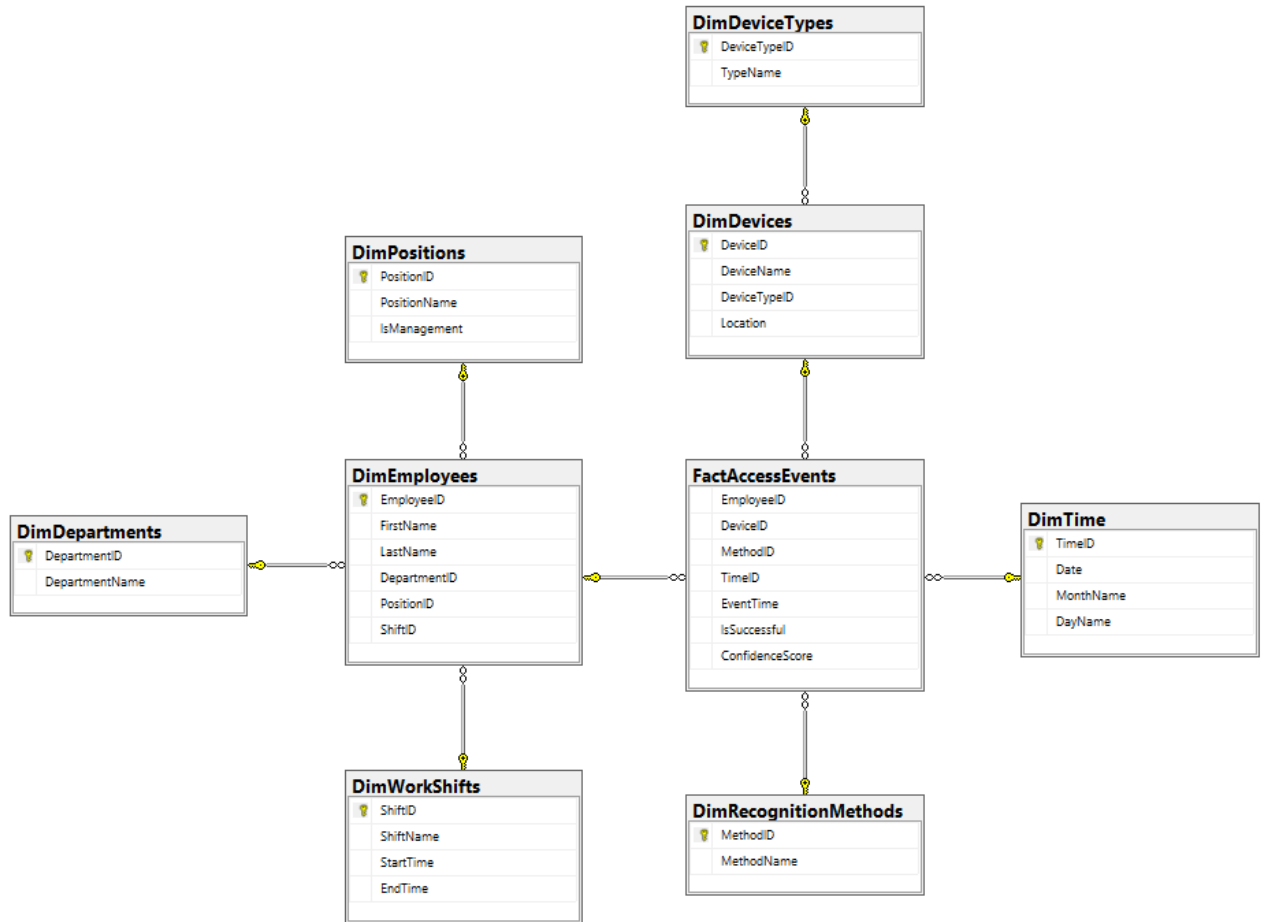 DimDeviceTypes
DeviceTypeID
TypeName
DimDevices
DeviceID
DeviceName
DeviceTypeID
Location
DimPositions
PositionID
PositionName
IsManagement
DimEmployees
EmployeeID
FirstName
LastName
DepartmentID
PositionID
ShiftID
FactAccessEvents
EmployeeID
DeviceID
MethodID
TimeID
EventTime
IsSuccessful
ConfidenceScore
DimDepartments
DepartmentID
DepartmentName
DimTime
TimeID
Date
MonthName
DayName
DimWorkShifts
ShiftID
ShiftName
StartTime
EndTime
DimRecognitionMethods
MethodID
MethodName